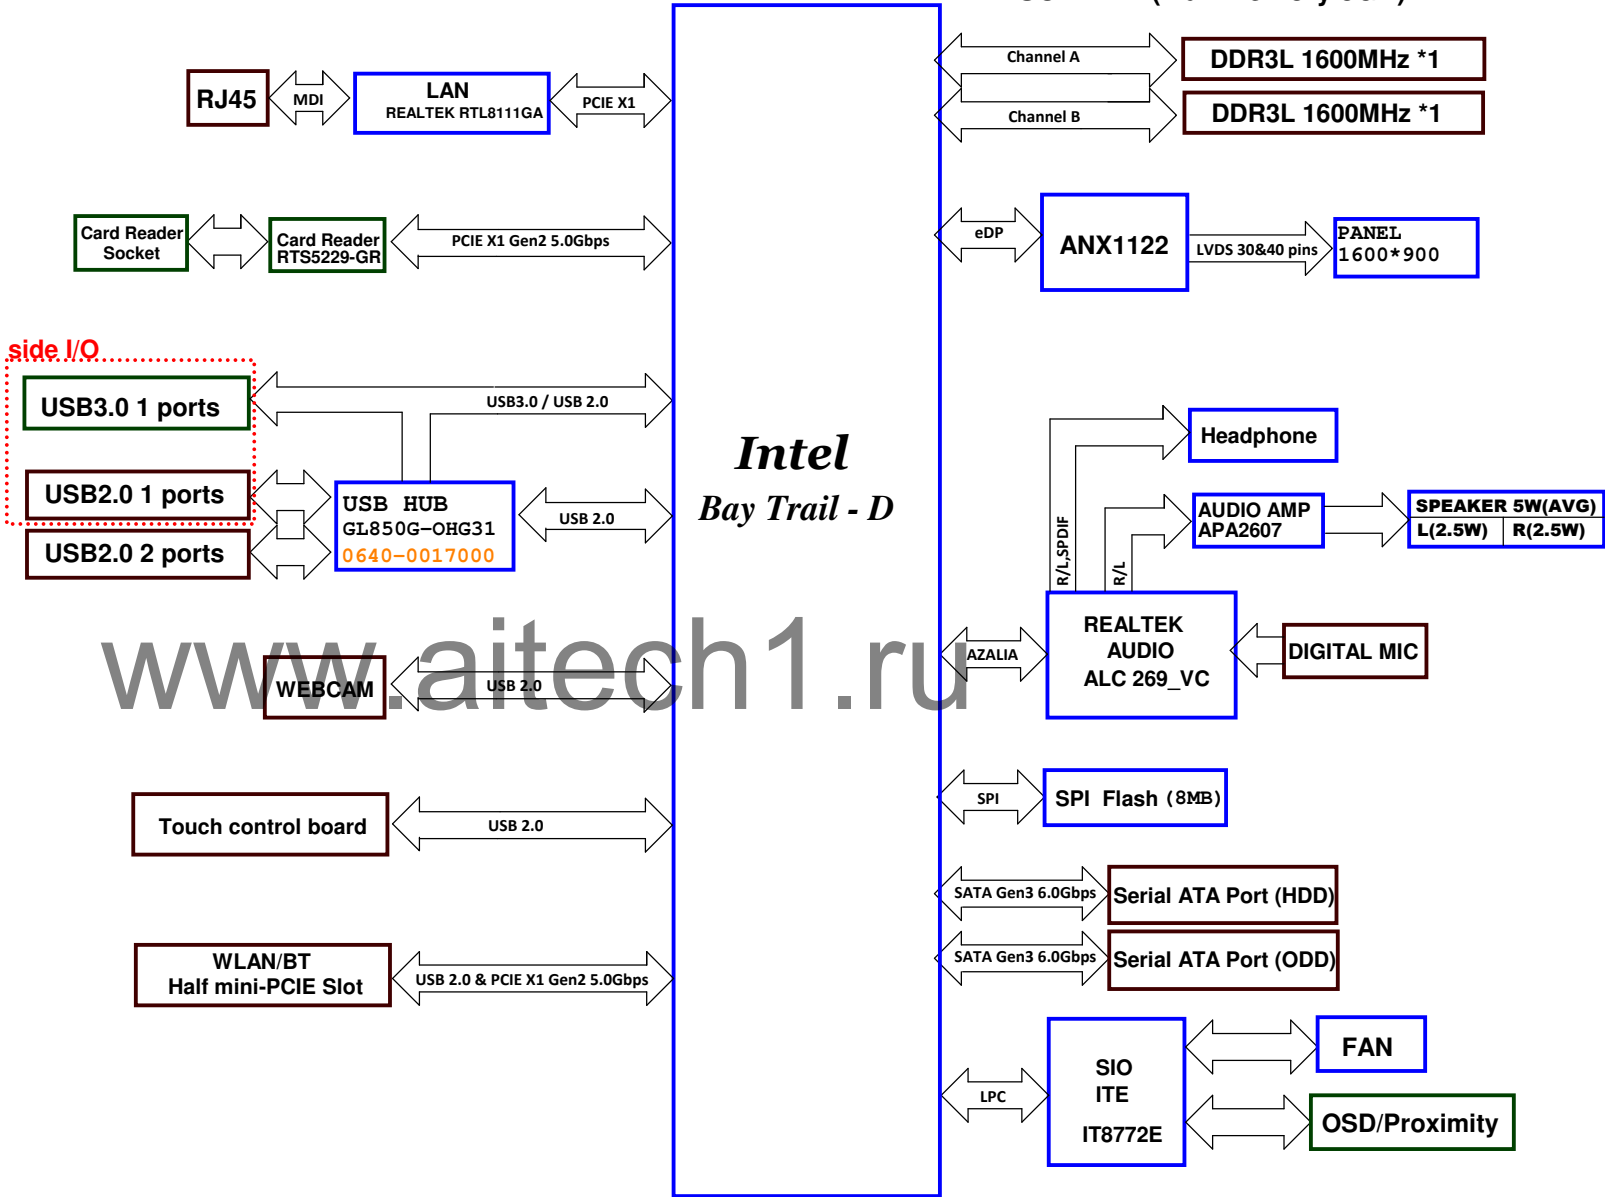 Channel A
DDR3L 1600MHz *1
RJ45
MDI
LAN
REALTEK RTL8111GA
PCIE X1
Channel B
DDR3L 1600MHz *1
Card Reader
Socket
Card Reader
RTS5229-GR
PCIE X1 Gen2 5.0Gbps
eDP
ANX1122
LVDS 30&40 pins
PANEL
1600*900
side I/O
USB3.0 1 ports
USB3.0 / USB 2.0
USB2.0 1 ports
USB2.0 2 ports
USB HUB
GL850G-OHG31
0640-0017000
USB 2.0
Intel
Bay Trail - D
Headphone
R/L,SPDIF
R/L
AUDIO AMP
APA2607
SPEAKER 5W(AVG)
L(2.5W) R(2.5W)
www.aitech1.ru
WEBCAM
USB 2.0
AZALIA
REALTEK
AUDIO
ALC 269_VC
DIGITAL MIC
Touch control board
USB 2.0
SPI
SPI Flash (8MB)
SATA Gen3 6.0Gbps
Serial ATA Port (HDD)
SATA Gen3 6.0Gbps
Serial ATA Port (ODD)
WLAN/BT
Half mini-PCIE Slot
USB 2.0 & PCIE X1 Gen2 5.0Gbps
LPC
SIO
ITE
IT8772E
FAN
OSD/Proximity